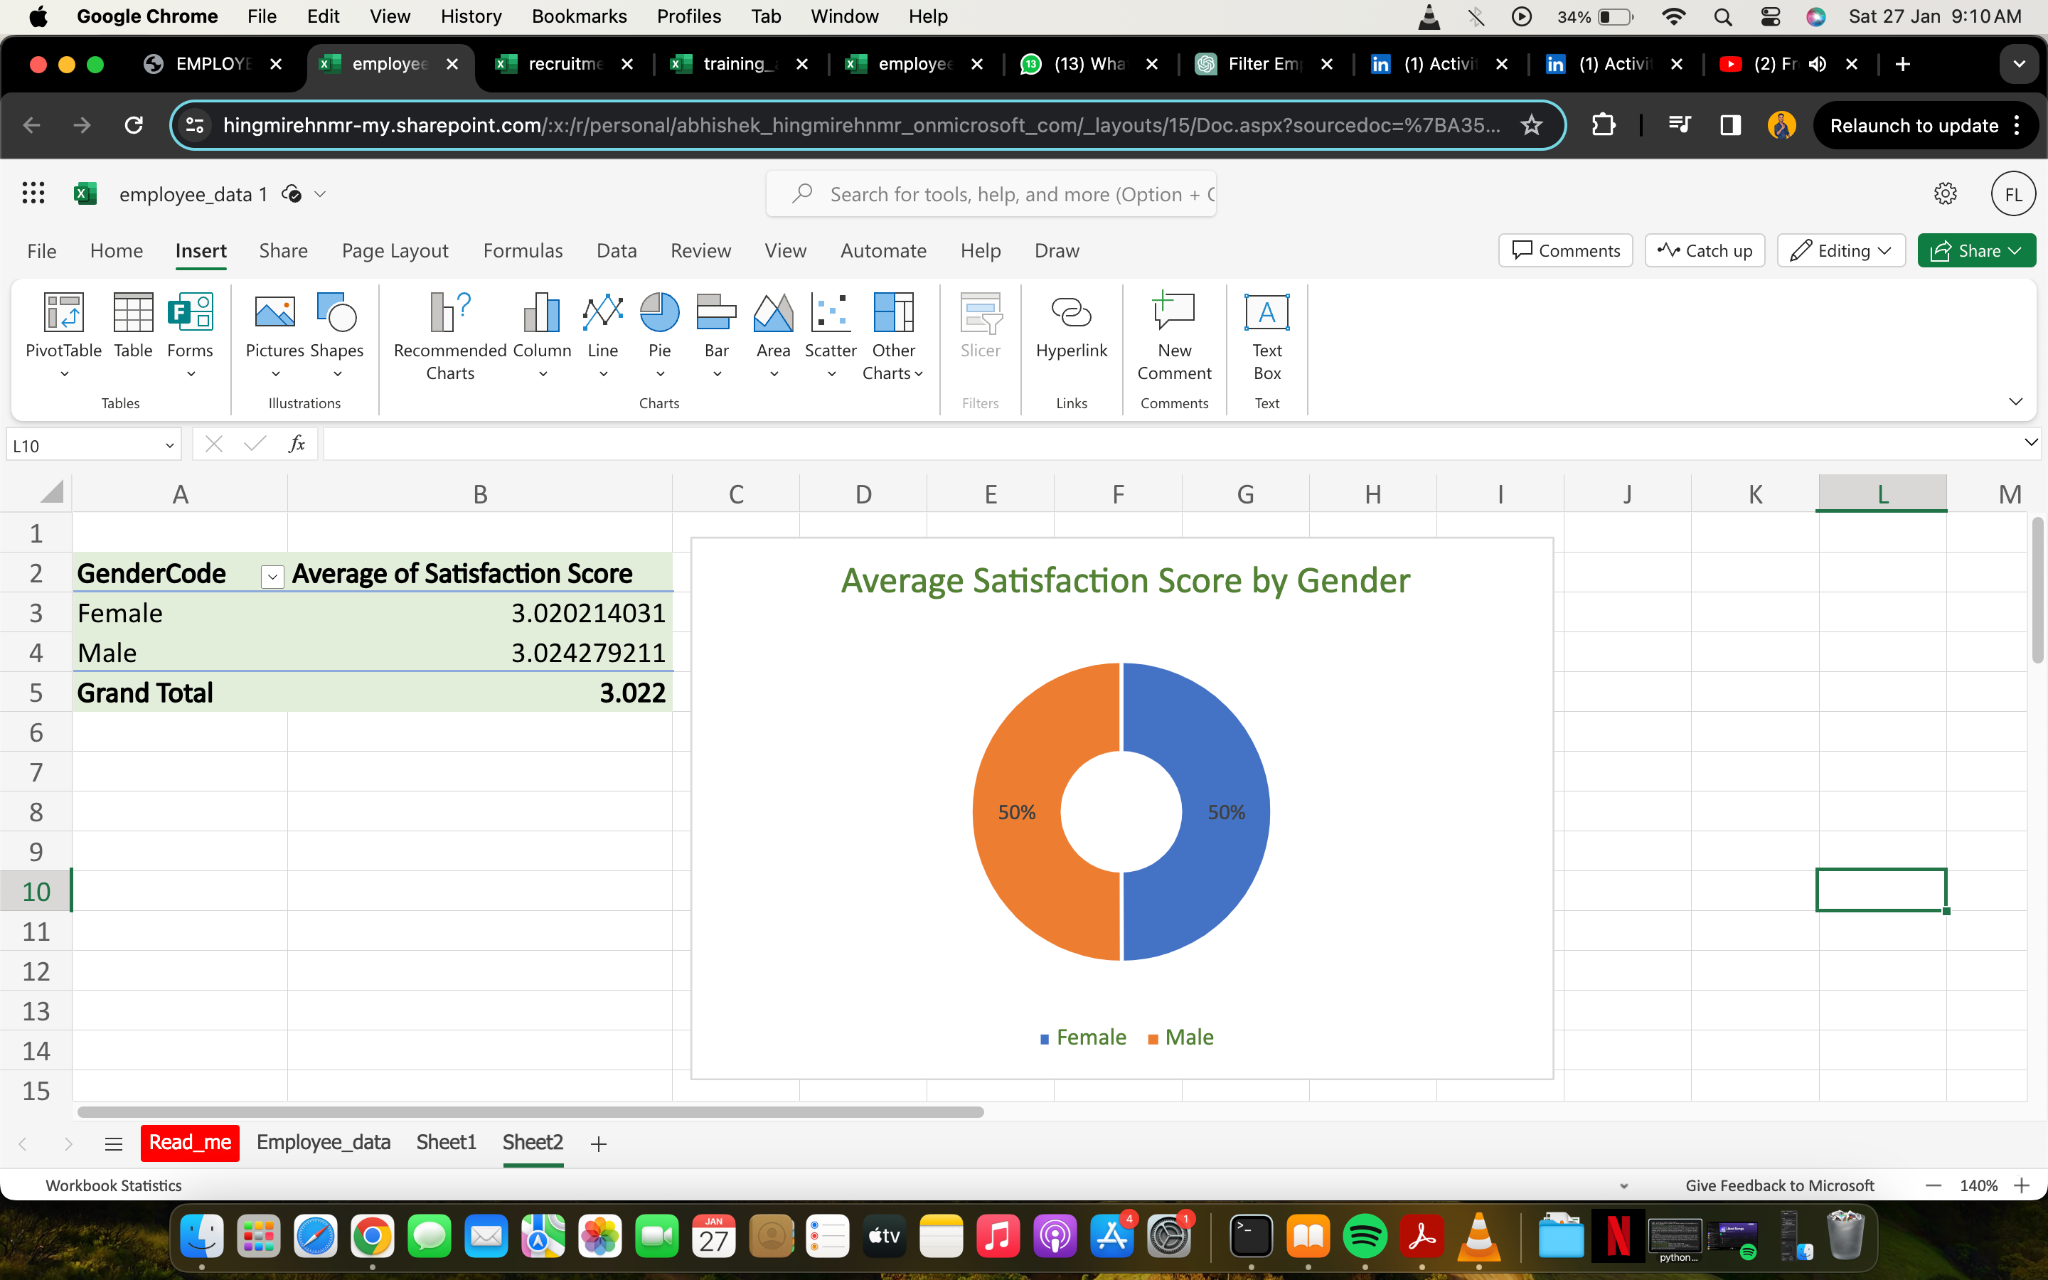 Google Chrome File Edit View History Bookmarks Profiles Tab Window Help 34% Sat 27 Jan 9:10 AM
EMPLOYE employee recruitme training_ employee 13 (13) Wha Filter Em (1) Activi (1) Activi (2) Fr
hingmirehnmr-my.sharepoint.com/:x:/r/personal/abhishek_hingmirehnmr_onmicrosoft_com/_layouts/15/Doc.aspx?sourcedoc=%7BA35... Relaunch to update
employee_data 1 Search for tools, help, and more (Option + FL
File Home Insert Share Page Layout Formulas Data Review View Automate Help Draw Comments Catch up Editing Share
PivotTable Table Forms Pictures Shapes Recommended Charts Column Line Pie Bar Area Scatter Other Charts Slicer Hyperlink New Comment Text Box
Tables Illustrations Charts Filters Links Comments Text
L10 fx
A B C D E F G H I J K L M
1
2 GenderCode Average of Satisfaction Score
3 Female 3.020214031
4 Male 3.024279211
5 Grand Total 3.022
6
7
8
9
10
11
12
13
14
15
Average Satisfaction Score by Gender
50% 50%
Female Male
Read_me Employee_data Sheet1 Sheet2
Workbook Statistics Give Feedback to Microsoft 140%
JAN 27 tv 4 1 python...